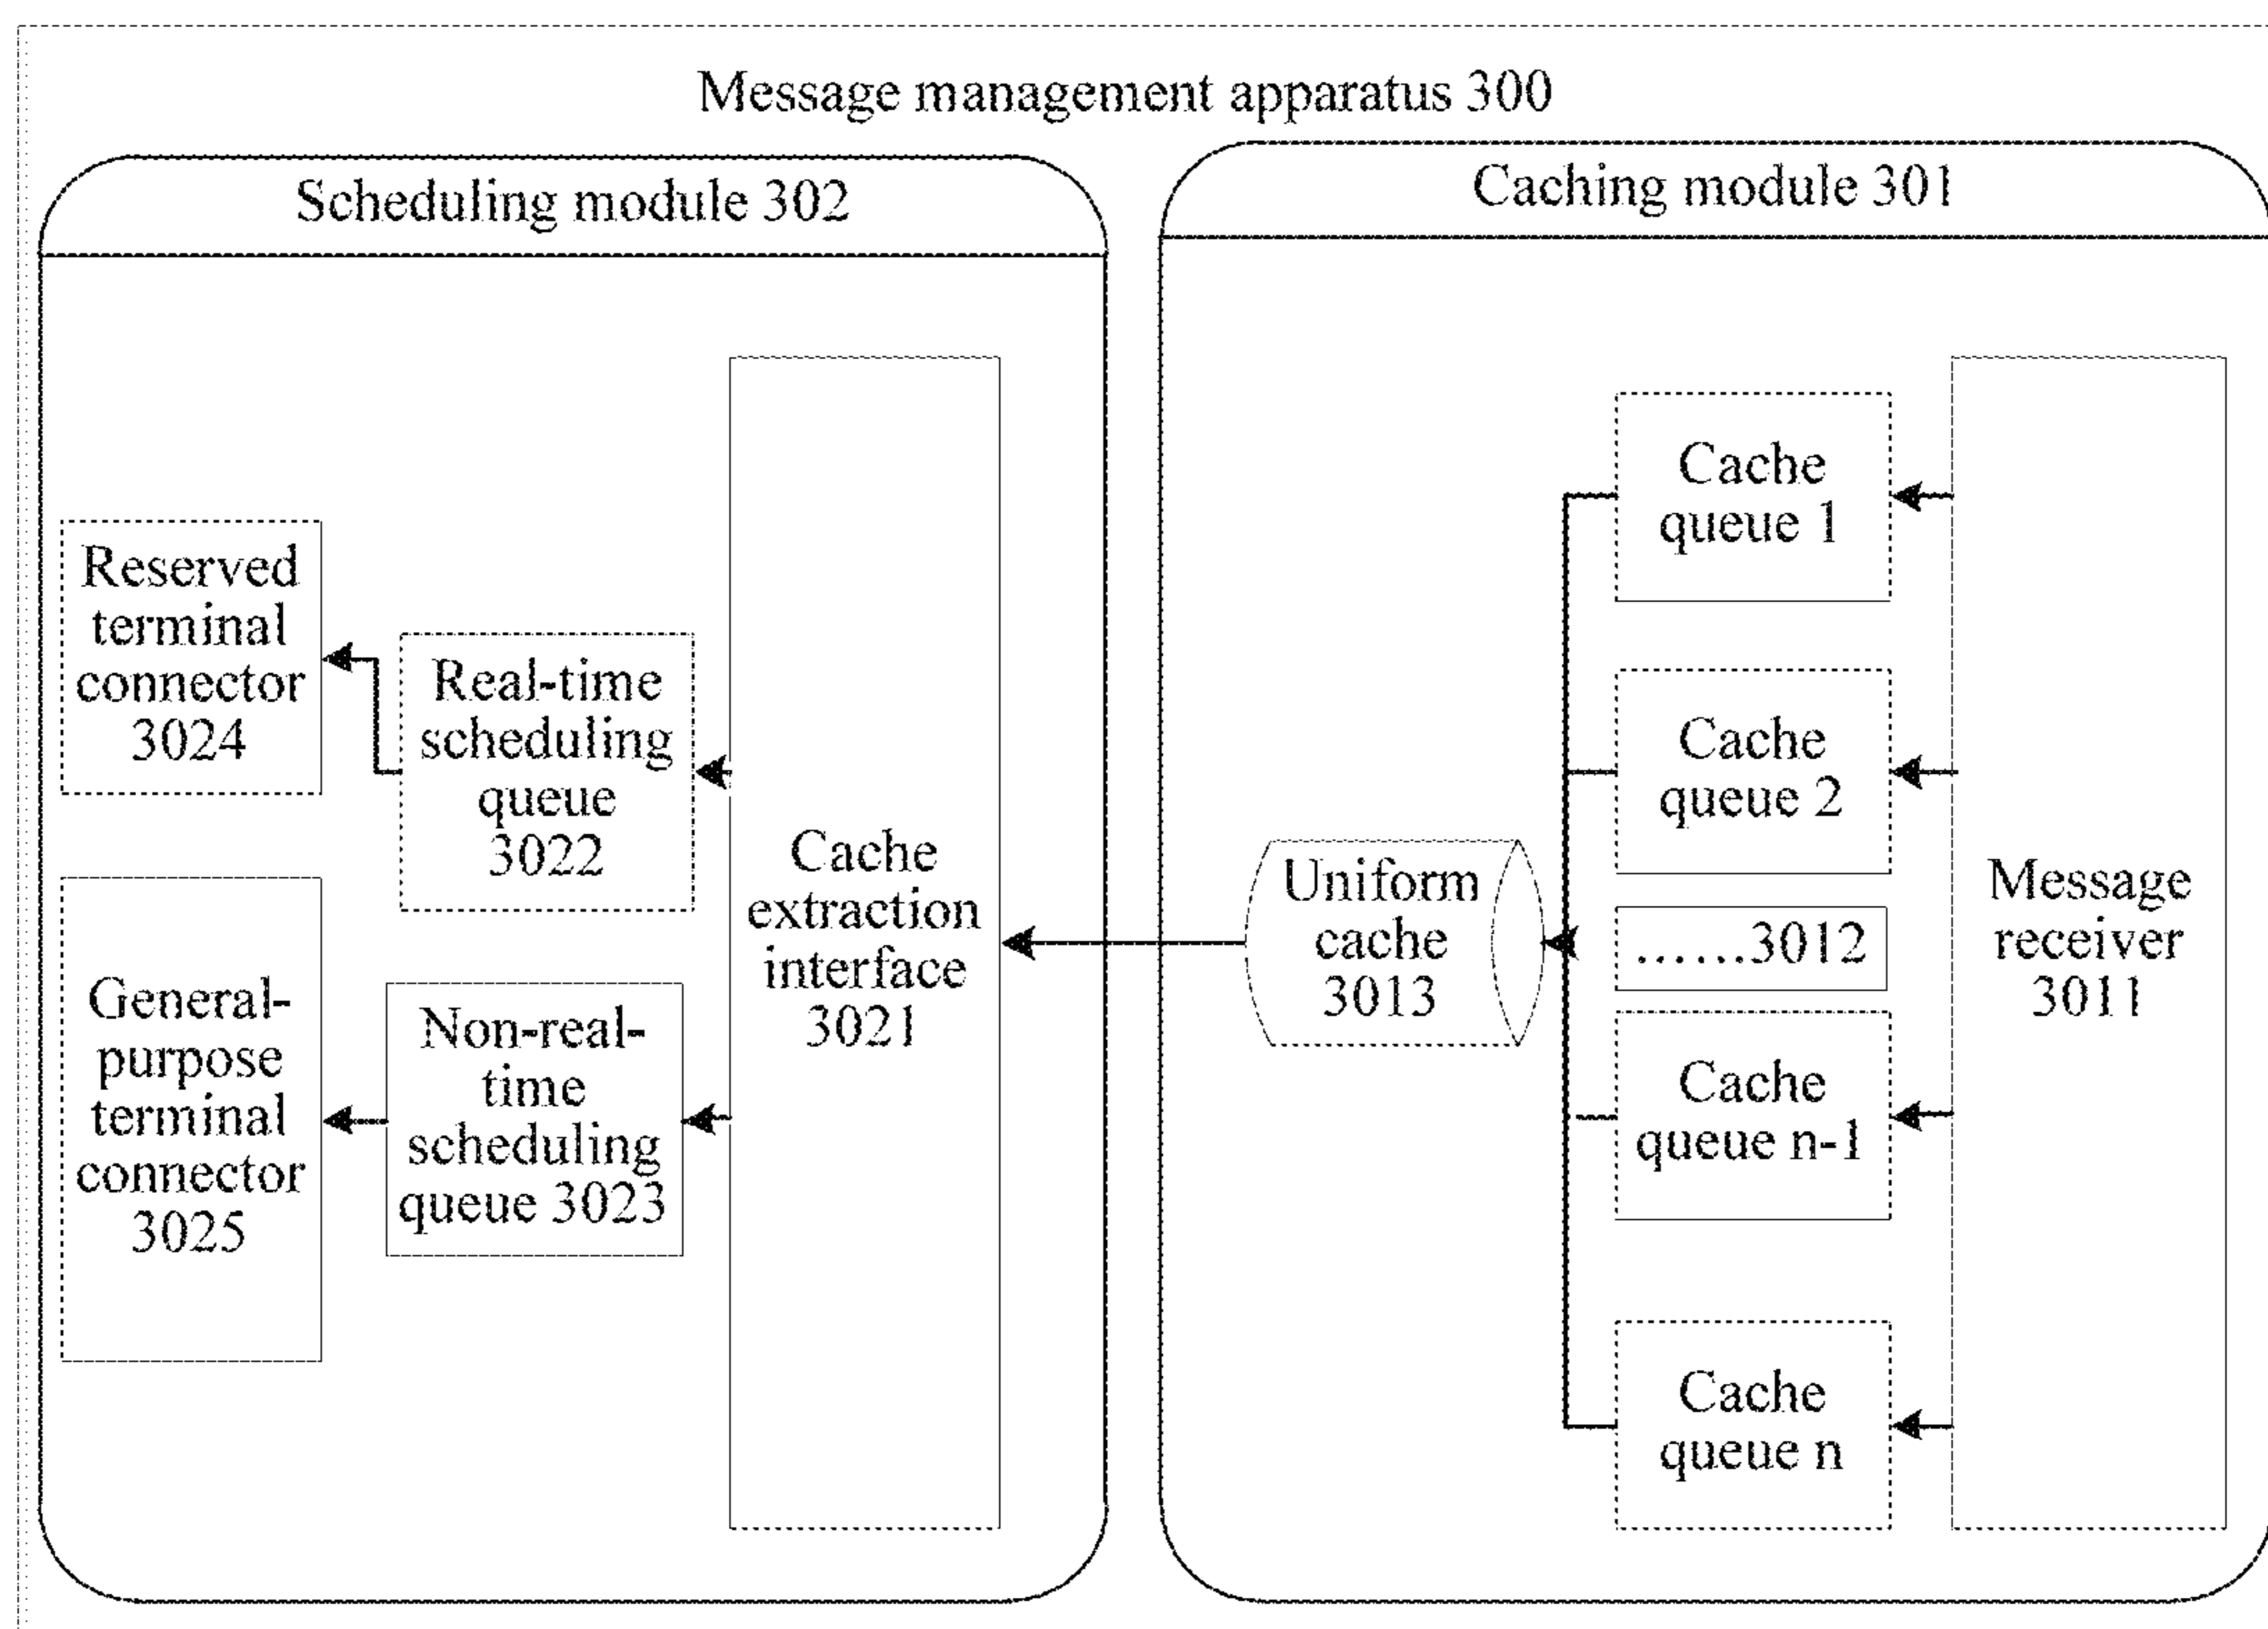 Message management apparatus 300
Scheduling module 302
Reserved
terminal
connector
3024
General-
purpose
terminal
connector
3025
Real-time
scheduling
queue
3022
Non-real-
time
scheduling
queue 3023
Cache
extraction
interface
3021
Caching module 301
Uniform
cache
3013
Cache
queue 1
Cache
queue 2
......3012
Cache
queue n-1
Cache
queue n
Message
receiver
3011